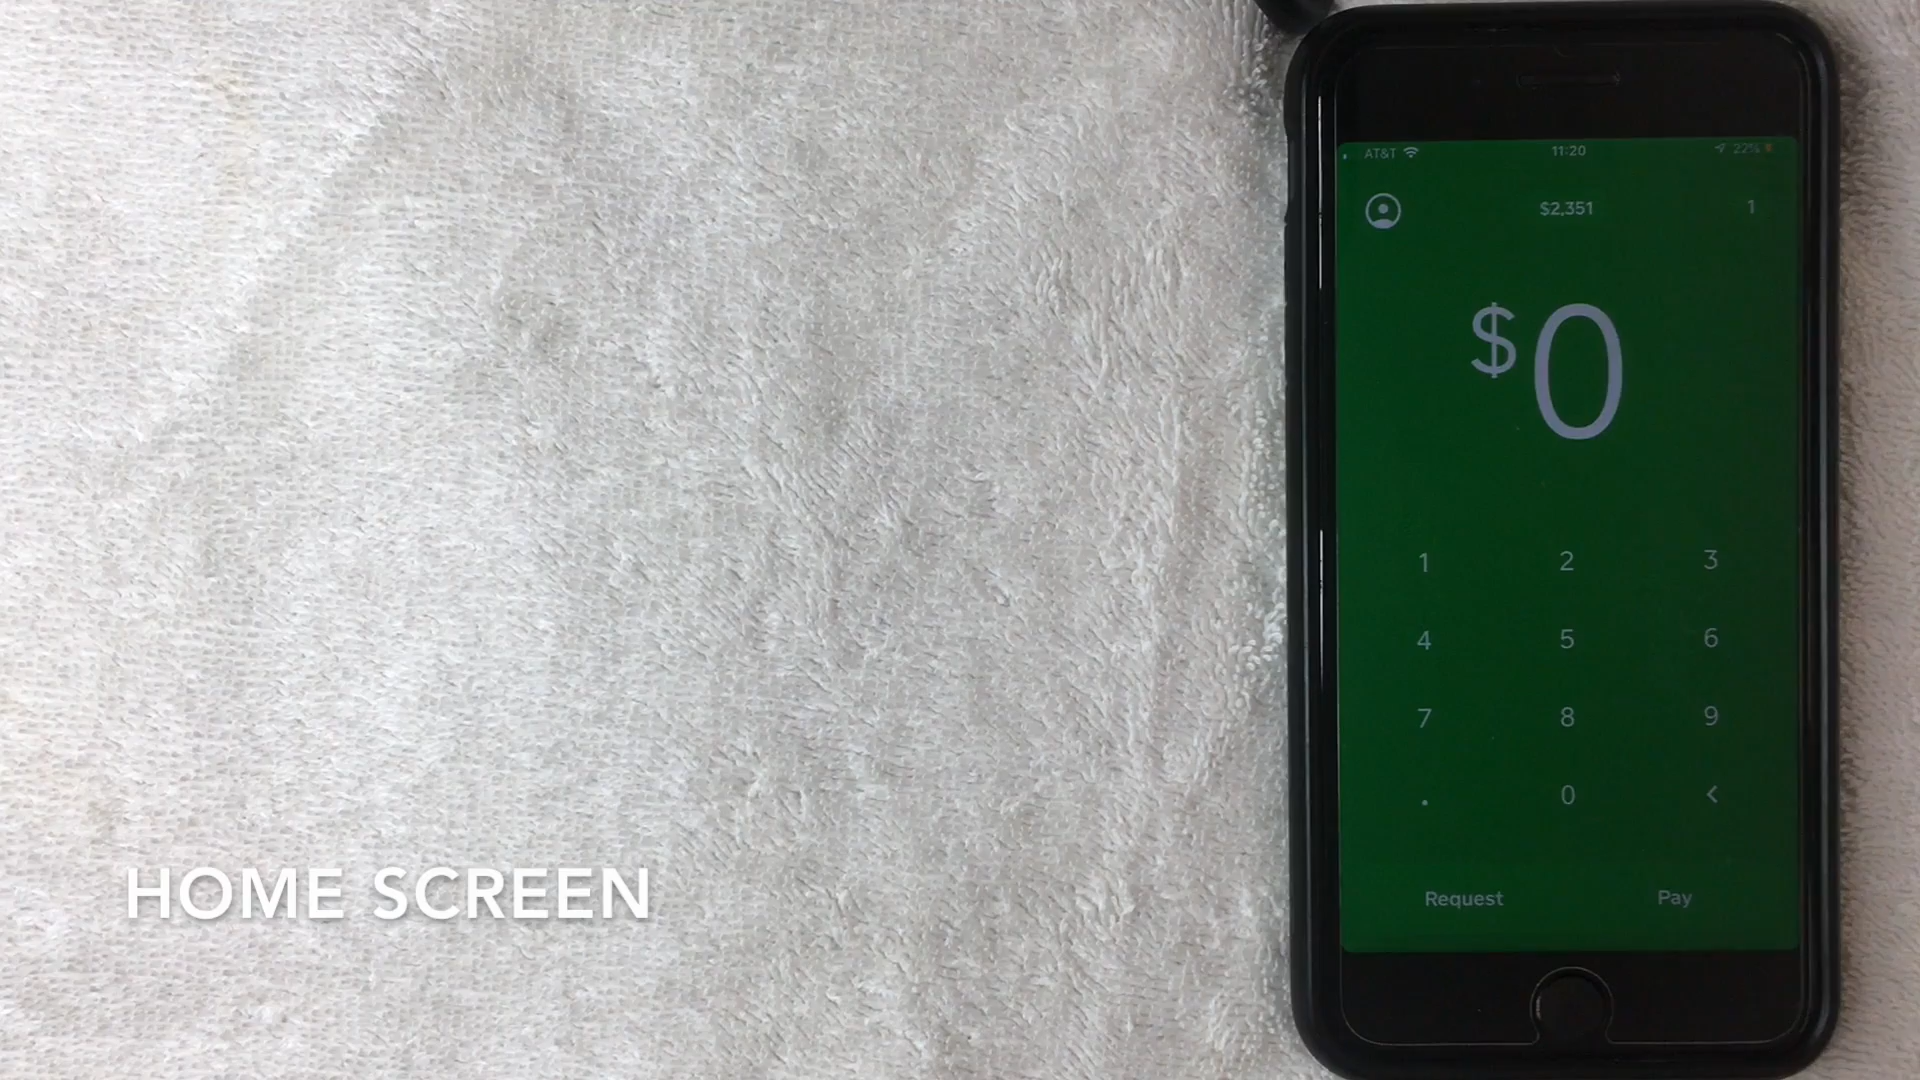 AT&T 11:20 22%
$2,351 1
$0
1 2 3
4 5 6
7 8 9
. 0 <
Request Pay
HOME SCREEN